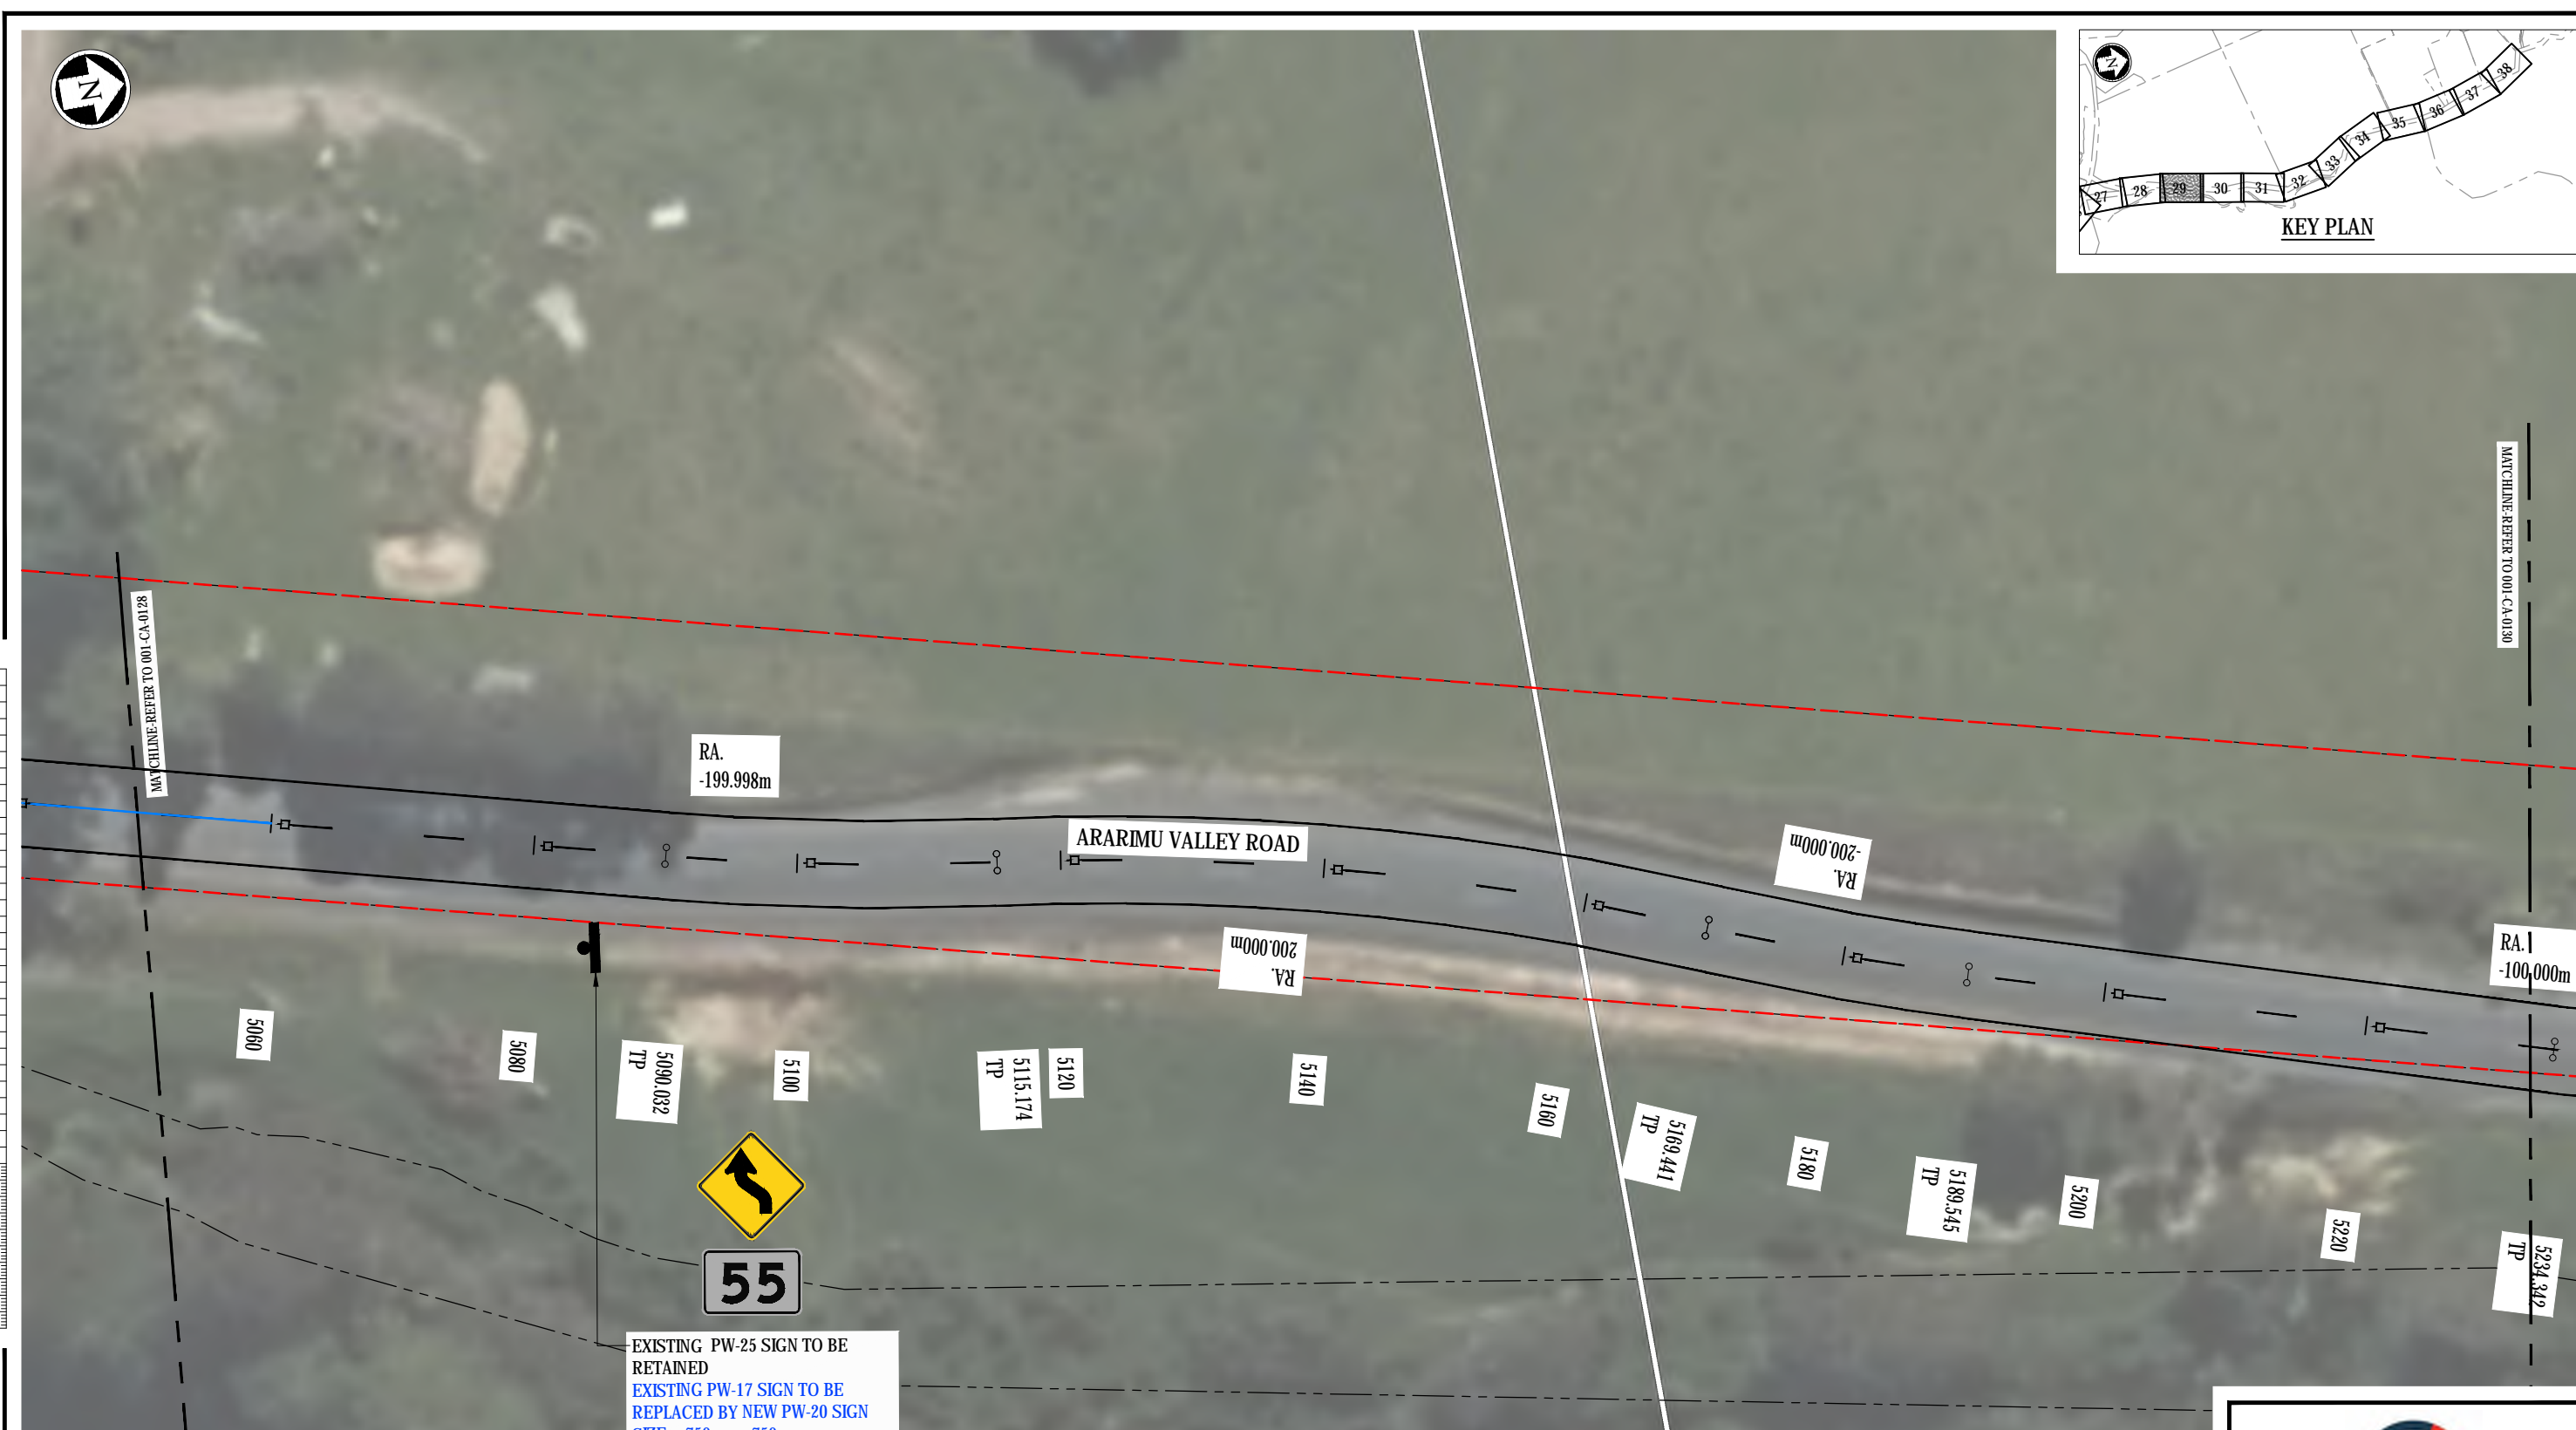 N
N
27
28
29
30
31
32
33
34
35
36
37
38
KEY PLAN
MATCHLINE-REFER TO 001-CA-0128
MATCHLINE-REFER TO 001-CA-0130
RA.
-199.998m
ARARIMU VALLEY ROAD
RA.
-200.000m
RA.
200.000m
RA.
-100.000m
5060
5080
5090.032
TP
5100
5115.174
TP
5120
5140
5160
5169.441
TP
5180
5189.545
TP
5200
5220
5234.342
TP
55
EXISTING PW-25 SIGN TO BE
RETAINED
EXISTING PW-17 SIGN TO BE
REPLACED BY NEW PW-20 SIGN